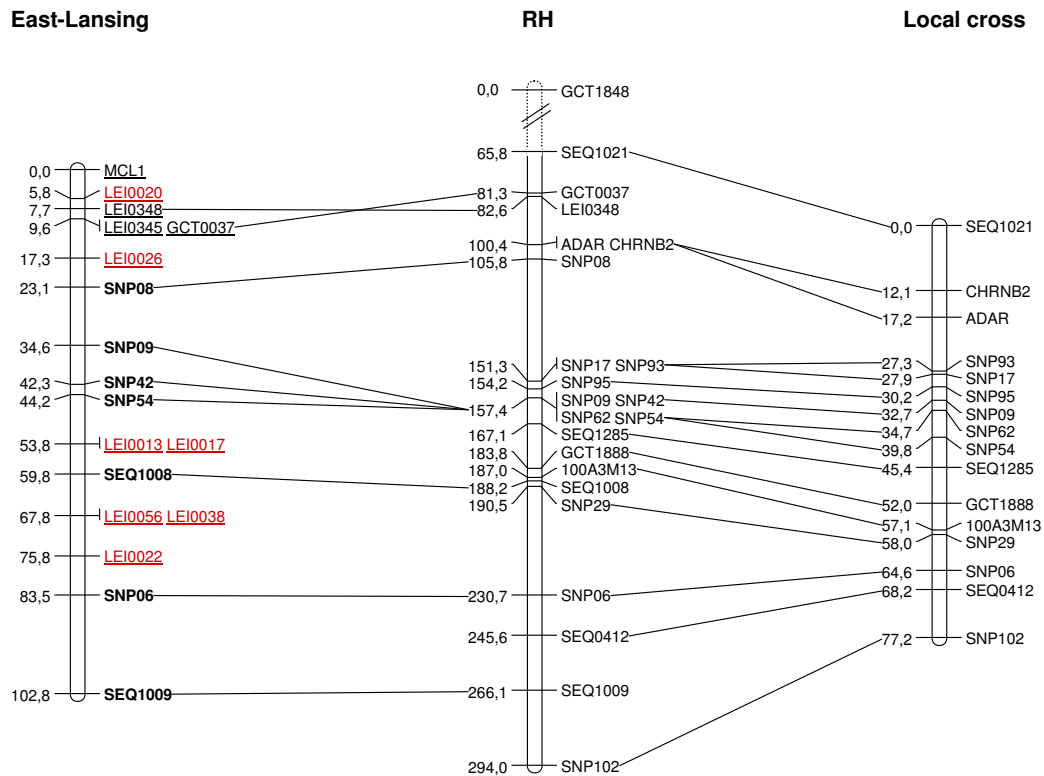 East-Lansing
RH
Local cross
0,0 MCL1
5,8 LEI0020
7,7 LEI0348
9,6 LEI0345 GCT0037
17,3 LEI0026
23,1 SNP08
34,6 SNP09
42,3 SNP42
44,2 SNP54
53,8 LEI0013 LEI0017
59,8 SEQ1008
67,8 LEI0056 LEI0038
75,8 LEI0022
83,5 SNP06
102,8 SEQ1009
0,0 GCT1848
65,8 SEQ1021
81,3 GCT0037
82,6 LEI0348
100,4 ADAR CHRNB2
105,8 SNP08
151,3 SNP17 SNP93
154,2 SNP95
157,4 SNP09 SNP42
SNP62 SNP54
167,1 SEQ1285
183,8 GCT1888
187,0 100A3M13
188,2 SEQ1008
190,5 SNP29
230,7 SNP06
245,6 SEQ0412
266,1 SEQ1009
294,0 SNP102
0,0 SEQ1021
12,1 CHRNB2
17,2 ADAR
27,3 SNP93
27,9 SNP17
30,2 SNP95
32,7 SNP09
34,7 SNP62
39,8 SNP54
45,4 SEQ1285
52,0 GCT1888
57,1 100A3M13
58,0 SNP29
64,6 SNP06
68,2 SEQ0412
77,2 SNP102